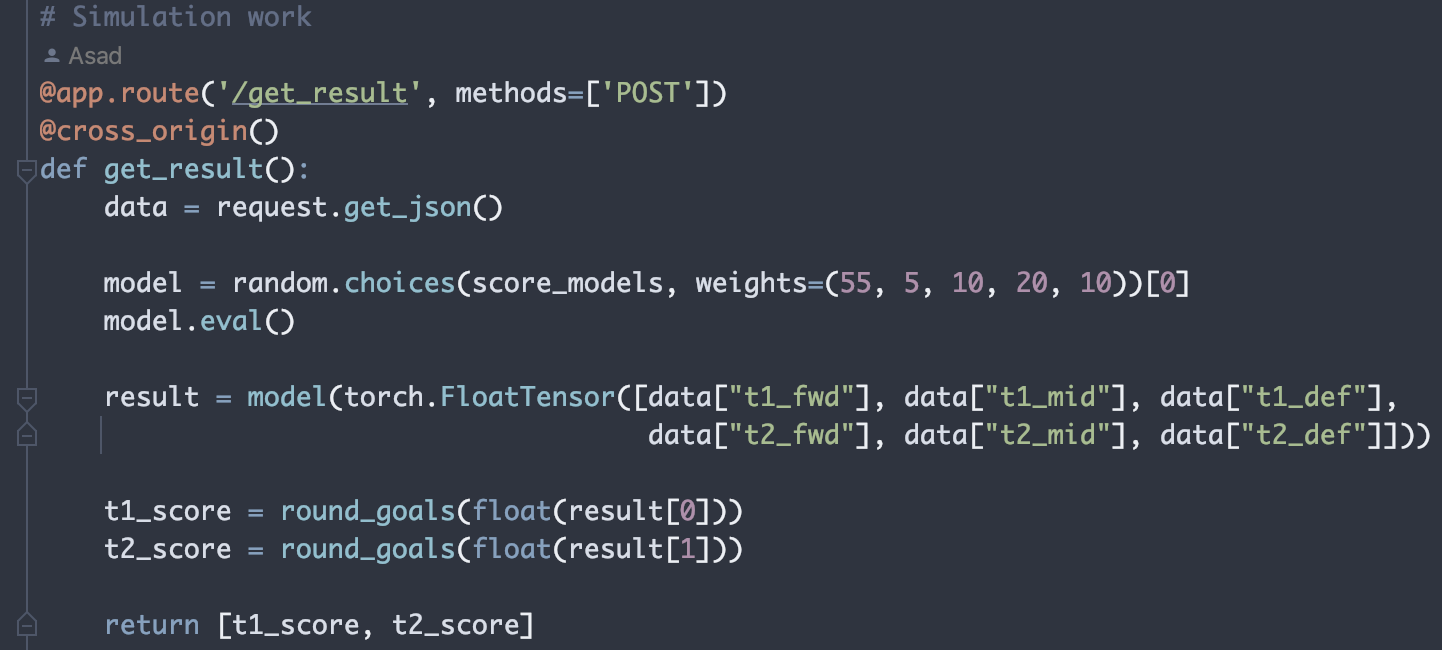 # Simulation work
Asad
@app.route('/get_result', methods=['POST'])
@cross_origin()
def get_result():
    data = request.get_json()
    model = random.choices(score_models, weights=(55, 5, 10, 20, 10))[0]
    model.eval()
    result = model(torch.FloatTensor([data["t1_fwd"], data["t1_mid"], data["t1_def"],
                                      data["t2_fwd"], data["t2_mid"], data["t2_def"]]))
    t1_score = round_goals(float(result[0]))
    t2_score = round_goals(float(result[1]))
    return [t1_score, t2_score]